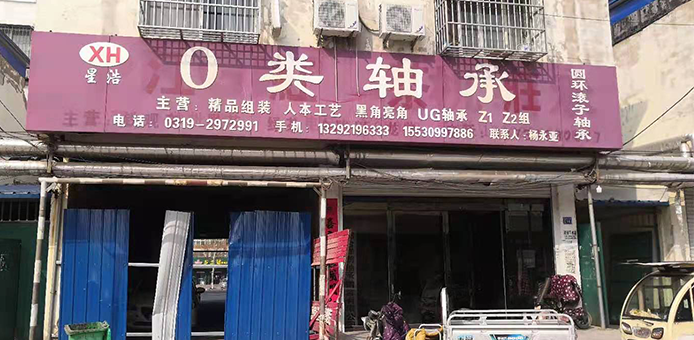 XH
星浩
0类轴承
主营：精品组装 人本工艺 黑角亮角 UG轴承 Z1 Z2组
电话：0319-2972991 手机：13292196333 15530997886 联系人：杨永亚
圆环滚子轴承